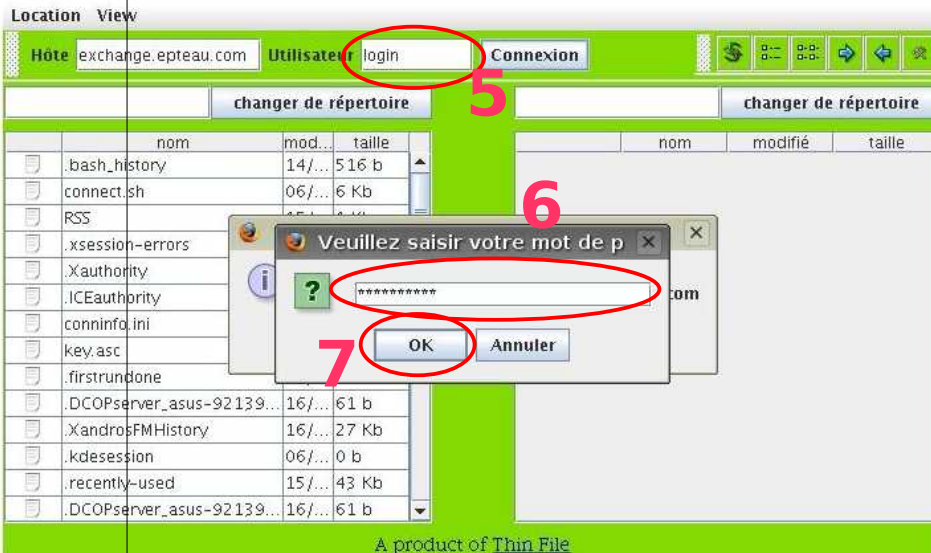 Location View
Hôte exchange.epteau.com Utilisateur login Connexion
5
changer de répertoire changer de répertoire
nom mod... taille nom modifié taille
.bash_history 14/... 516 b
connect.sh 06/... 6 Kb
RSS
6
.xsession-errors Veuillez saisir votre mot de p
.Xauthority
.ICEauthority ? ********** com
conninfo.ini
7 OK Annuler
key.asc
.firstrundone
.DCOPserver_asus-92139... 16/... 61 b
.XandrosFMHistory 16/... 27 Kb
.kdesession 06/... 0 b
.recently-used 15/... 43 Kb
.DCOPserver_asus-92139... 16/... 61 b
A product of Thin File